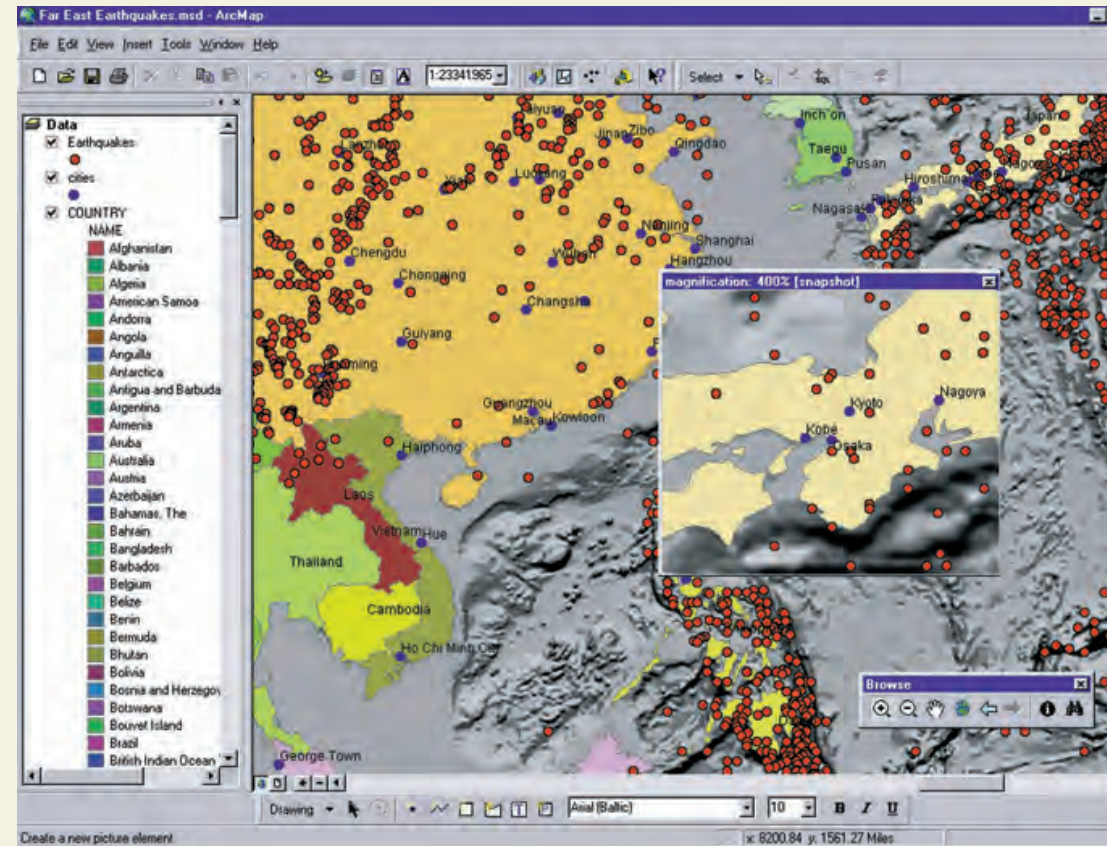 Far East Earthquakes.msd - ArcMap
File Edit View Insert Tools Window Help
1:23341965
Select
Data
Earthquakes
cities
COUNTRY
NAME
Afghanistan
Albania
Algeria
American Samoa
Andorra
Angola
Anguilla
Antarctica
Antigua and Barbuda
Argentina
Armenia
Aruba
Australia
Austria
Azerbaijan
Bahamas, The
Bahrain
Bangladesh
Barbados
Belgium
Belize
Benin
Bermuda
Bhutan
Bolivia
Bosnia and Herzegov
Botswana
Bouvet Island
Brazil
British Indian Ocean
Jinan Zibo
Qingdao
Inch'on
Taegu
Pusan
Japan
Hiroshima
Nanjing
Shanghai
Hangzhou
Chengdu
Wuhan
Chongqing
Changsha
Guiyang
Guangzhou
Macau Kowloon
Haiphong
Laos
Vietnam Hue
Thailand
Cambodia
Ho Chi Minh City
George Town
magnification: 400% [snapshot]
Nagoya
Kyoto
Kobe
Osaka
Browse
Drawing
A
T
Arial (Baltic)
10
B I U
Create a new picture element
x: 8200.84 y: 1561.27 Miles